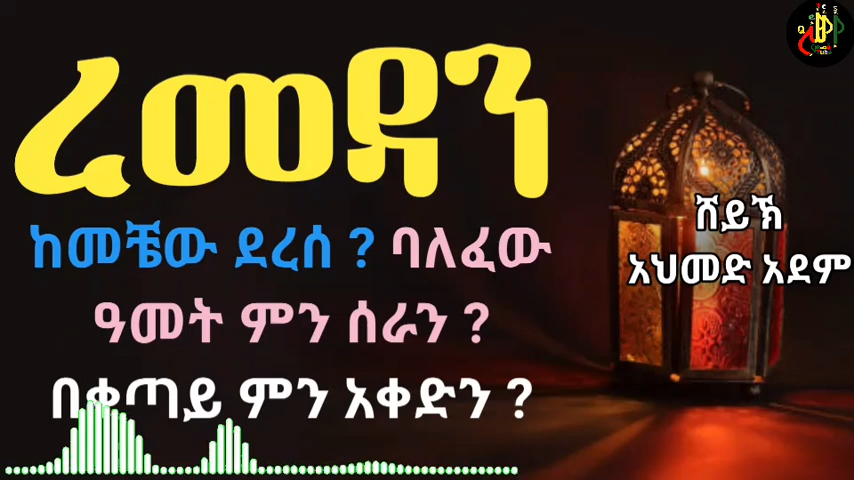 ረመዳን
ከመቼው ደረሰ ? ባለፈው
ዓመት ምን ሰራን ?
በቀጣይ ምን አቀድን ?
ሸይኽ
አህመድ አደም